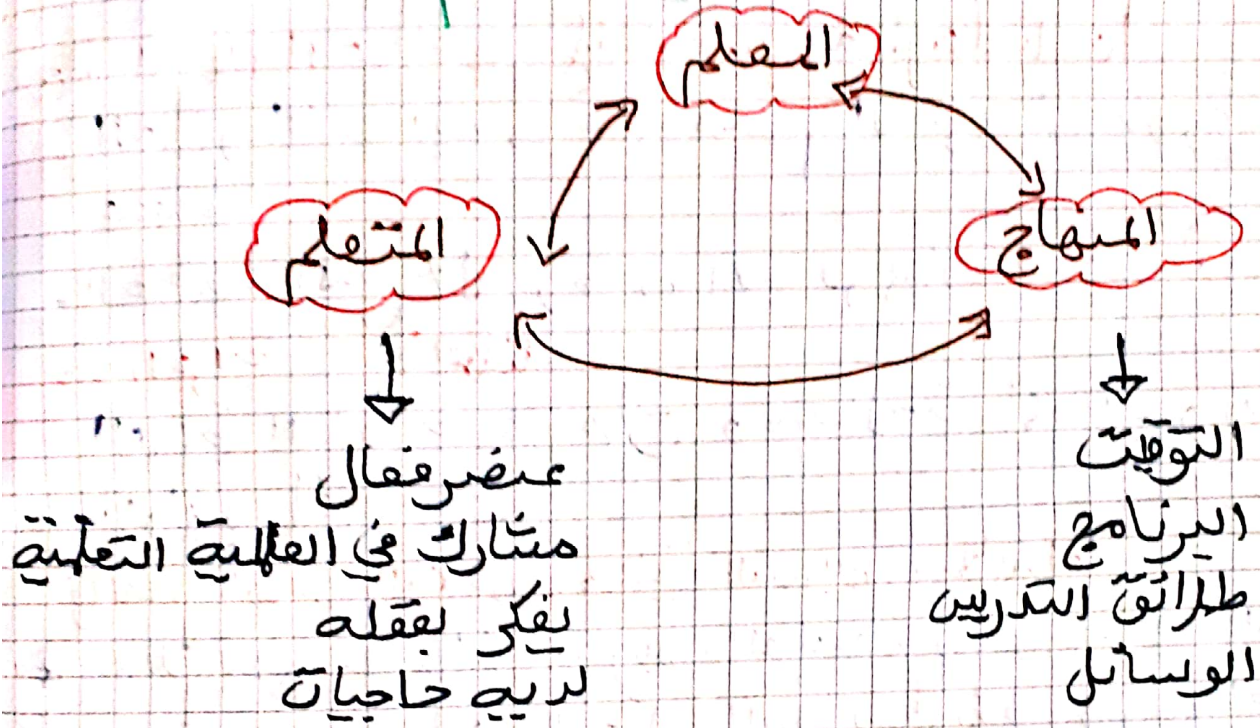 المعلم
المنهاج
المتعلم
التوقيت
البرنامج
طرائق التدريس
الوسائل
عنصر فعال
مشارك في العملية التعلمية
يفكر بعقله
لديه حاجيات